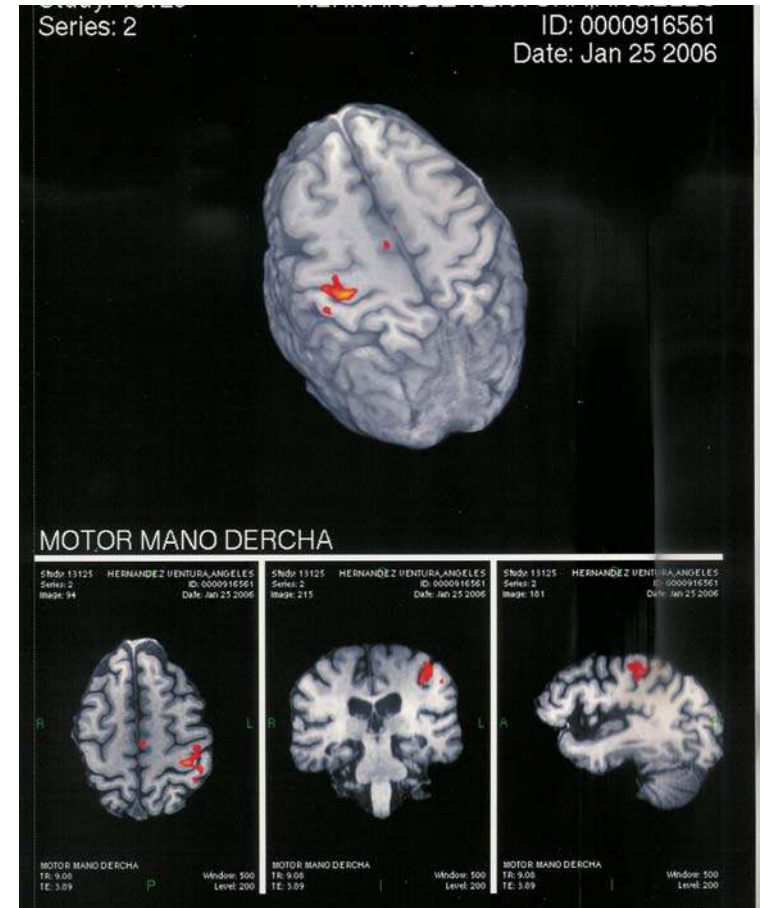 Series: 2
ID: 0000916561
Date: Jan 25 2006
MOTOR MANO DERCHA
Study: 13125 HERNANDEZ VENTURA,ANGELES
Series: 2 ID: 0000916561
Image: 94 Date: Jan 25 2006
R L
MOTOR MANO DERCHA
TR: 9.08 Window: 500
TE: 3.89 P Level: 200
Study: 13125 HERNANDEZ VENTURA,ANGELES
Series: 2 ID: 0000916561
Image: 215 Date: Jan 25 2006
R L
MOTOR MANO DERCHA
TR: 9.08 Window: 500
TE: 3.89 I Level: 200
Study: 13125 HERNANDEZ VENTURA,ANGELES
Series: 2 ID: 0000916561
Image: 181 Date: Jan 25 2006
A
MOTOR MANO DERCHA
TR: 9.08 Window: 500
TE: 3.89 I Level: 200